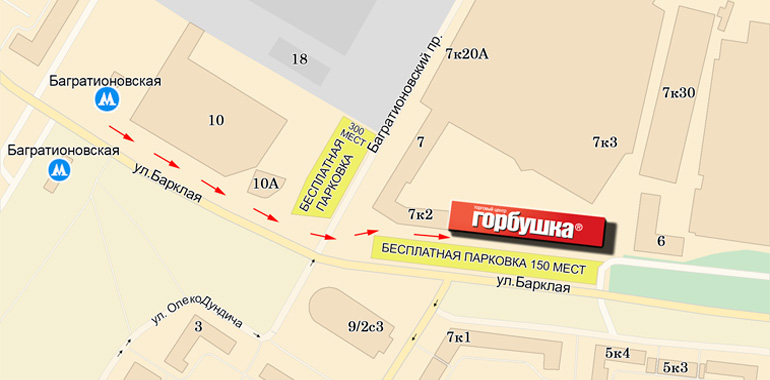 18
Багратионовский пр.
7к20А
7к30
Багратионовская
М
10
300
МЕСТ
БЕСПЛАТНАЯ
ПАРКОВКА
7
7к3
Багратионовская
М
ул.Барклая
10А
7к2
торговый центр
горбушка®
6
БЕСПЛАТНАЯ ПАРКОВКА 150 МЕСТ
ул.Барклая
ул. ОлекоДундича
3
9/2с3
7к1
5к4
5к3